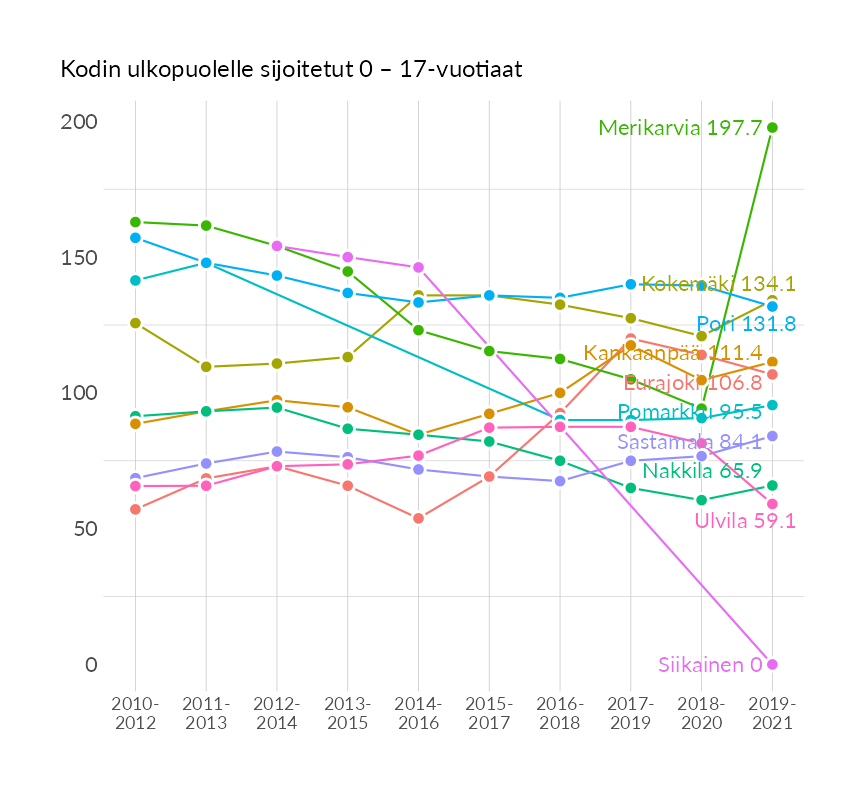 Kodin ulkopuolelle sijoitetut 0 – 17-vuotiaat
200
150
100
50
0
Merikarvia 197.7
Kokemäki 134.1
Pori 131.8
Kankaanpää 111.4
Eurajoki 106.8
Pomarkku 95.5
Sastamala 84.1
Nakkila 65.9
Ulvila 59.1
Siikainen 0
2010- 2011- 2012- 2013- 2014- 2015- 2016- 2017- 2018- 2019-
2012 2013 2014 2015 2016 2017 2018 2019 2020 2021